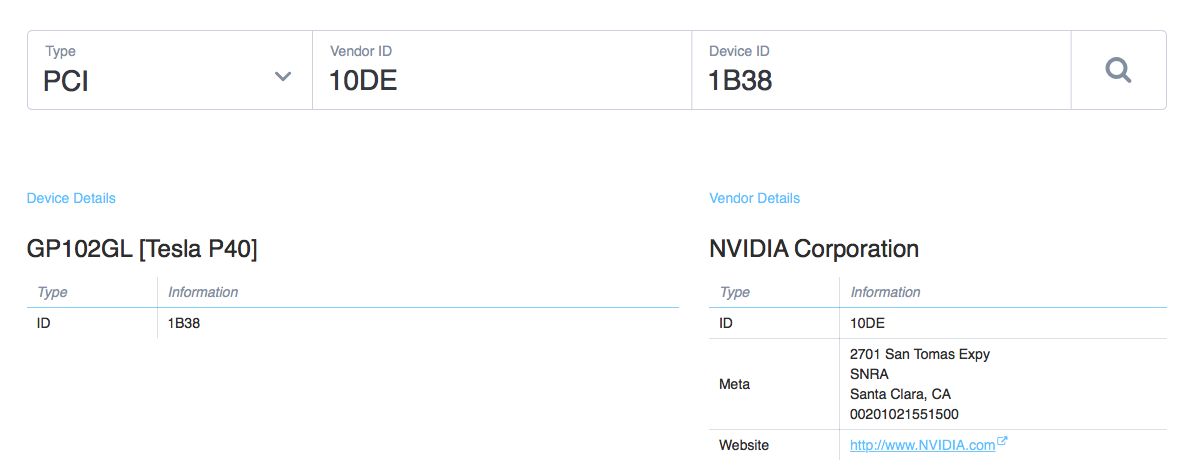 Type
PCI
Vendor ID
10DE
Device ID
1B38
Device Details
GP102GL [Tesla P40]
Type Information
ID 1B38
Vendor Details
NVIDIA Corporation
Type Information
ID 10DE
Meta
2701 San Tomas Expy
SNRA
Santa Clara, CA
00201021551500
Website http://www.NVIDIA.com